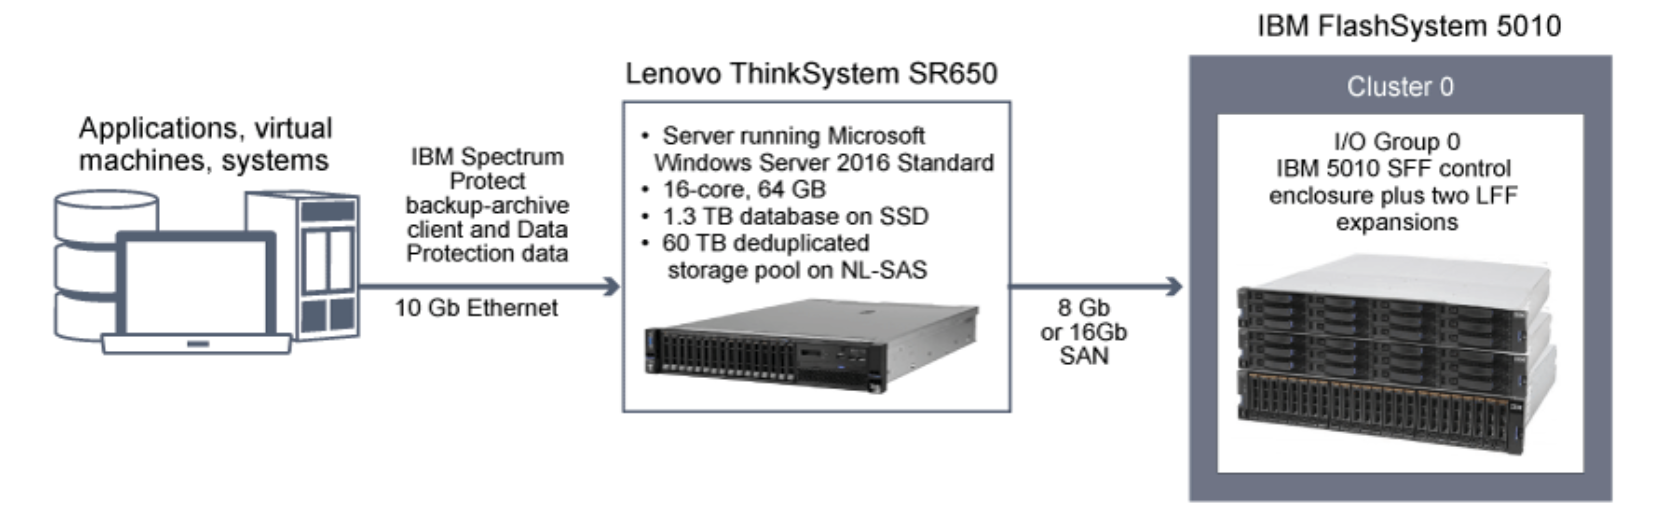 Applications, virtual
machines, systems
IBM Spectrum
Protect
backup-archive
client and Data
Protection data
10 Gb Ethernet
Lenovo ThinkSystem SR650
• Server running Microsoft
Windows Server 2016 Standard
• 16-core, 64 GB
• 1.3 TB database on SSD
• 60 TB deduplicated
storage pool on NL-SAS
8 Gb
or 16Gb
SAN
IBM FlashSystem 5010
Cluster 0
I/O Group 0
IBM 5010 SFF control
enclosure plus two LFF
expansions